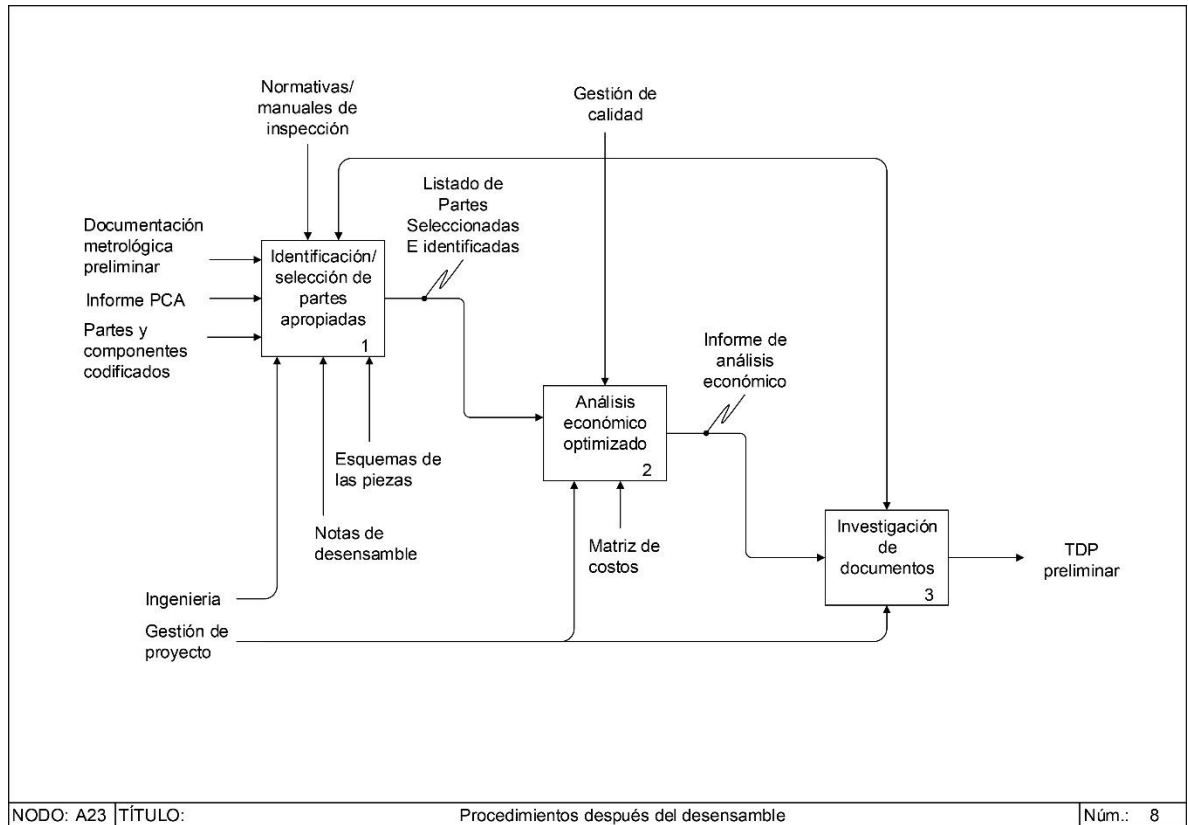 Normativas/
manuales de
inspección
Gestión de
calidad
Listado de
Partes
Seleccionadas
E identificadas
Documentación
metrológica
preliminar
Informe PCA
Partes y
componentes
codificados
Identificación/
selección de
partes
apropiadas
1
Informe de
análisis
económico
Análisis
económico
optimizado
2
Esquemas de
las piezas
Notas de
desensamble
Matriz de
costos
Investigación
de
documentos
3
TDP
preliminar
Ingenieria
Gestión de
proyecto
NODO: A23 TÍTULO: Procedimientos después del desensamble Núm.: 8